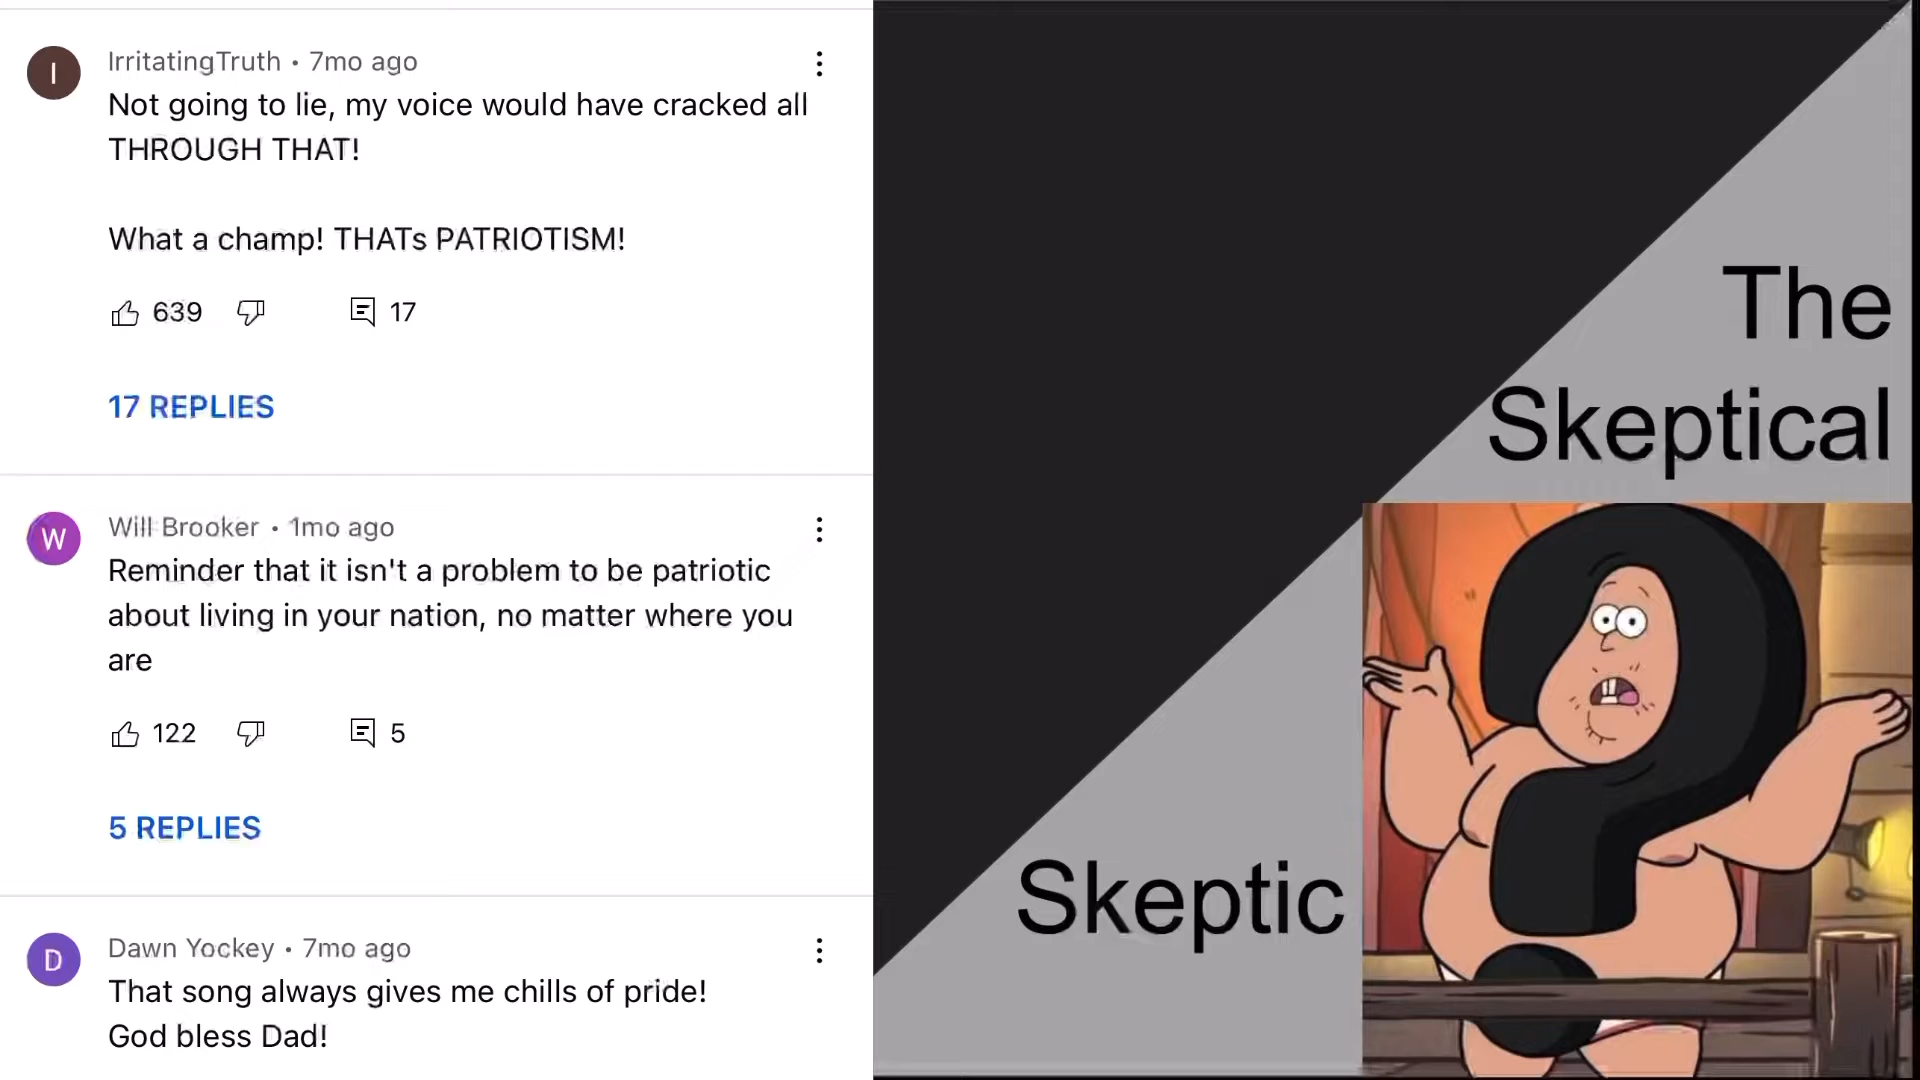 I
IrritatingTruth • 7mo ago
Not going to lie, my voice would have cracked all
THROUGH THAT!
What a champ! THATs PATRIOTISM!
639 17
17 REPLIES
W
Will Brooker • 1mo ago
Reminder that it isn't a problem to be patriotic
about living in your nation, no matter where you
are
122 5
5 REPLIES
D
Dawn Yockey • 7mo ago
That song always gives me chills of pride!
God bless Dad!
The
Skeptical
Skeptic